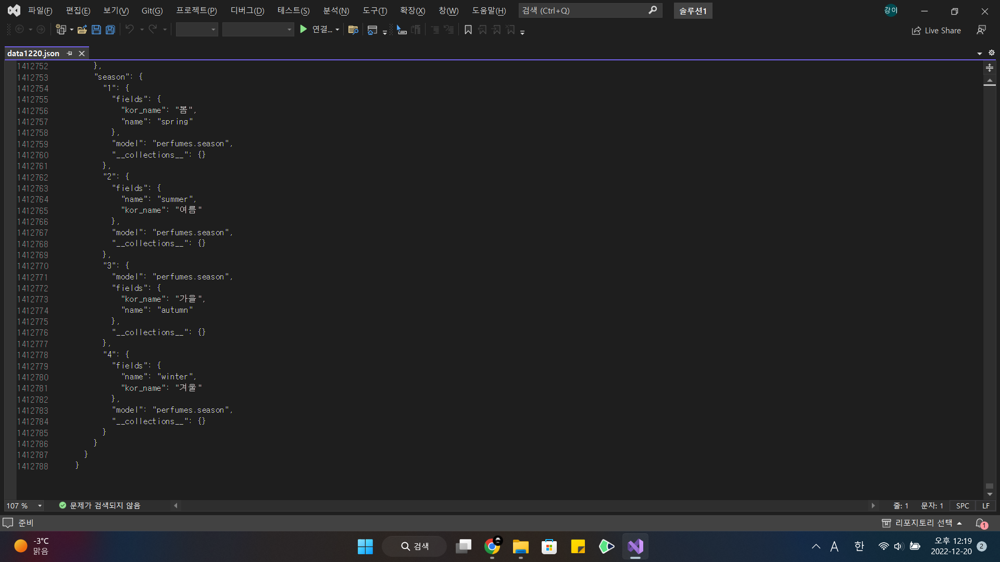 파일(F) 편집(E) 보기(V) Git(G) 프로젝트(P) 디버그(D) 테스트(S) 분석(N) 도구(T) 확장(X) 창(W) 도움말(H) 검색 (Ctrl+Q) 솔루션1 강이
연결... Live Share
data1220.json
1412752 },
1412753 "season": {
1412754 "1": {
1412755 "fields": {
1412756 "kor_name": "봄",
1412757 "name": "spring"
1412758 },
1412759 "model": "perfumes.season",
1412760 "__collections__": {}
1412761 },
1412762 "2": {
1412763 "fields": {
1412764 "name": "summer",
1412765 "kor_name": "여름"
1412766 },
1412767 "model": "perfumes.season",
1412768 "__collections__": {}
1412769 },
1412770 "3": {
1412771 "model": "perfumes.season",
1412772 "fields": {
1412773 "kor_name": "가을",
1412774 "name": "autumn"
1412775 },
1412776 "__collections__": {}
1412777 },
1412778 "4": {
1412779 "fields": {
1412780 "name": "winter",
1412781 "kor_name": "겨울"
1412782 },
1412783 "model": "perfumes.season",
1412784 "__collections__": {}
1412785 }
1412786 }
1412787 }
1412788 }
107 % 문제가 검색되지 않음 줄: 1 문자: 1 SPC LF
준비 리포지토리 선택 1
-3°C
맑음
검색
A 한
오후 12:19
2022-12-20
2